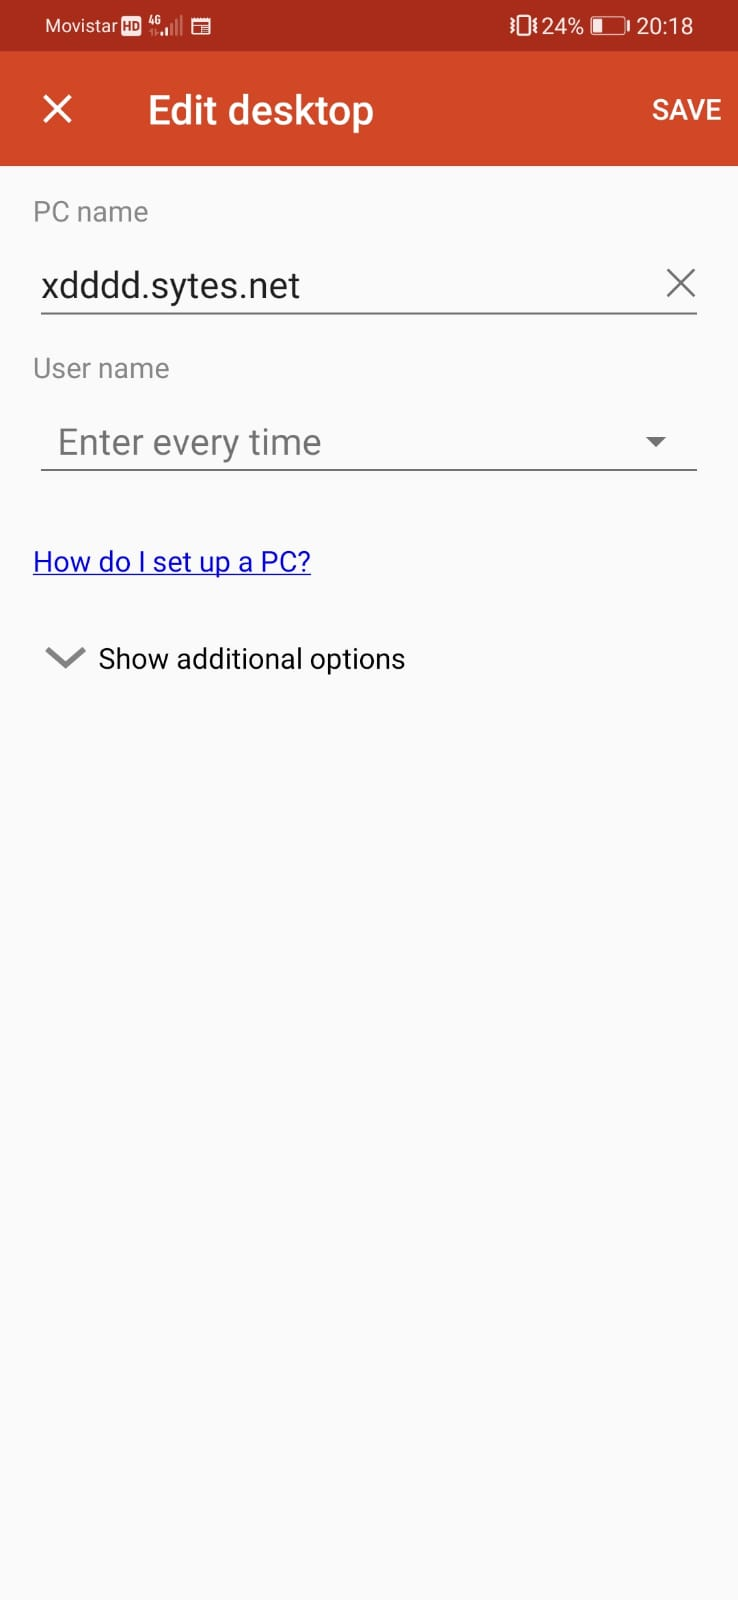 Movistar HD 4G 24% 20:18
Edit desktop SAVE
PC name
xdddd.sytes.net
User name
Enter every time
How do I set up a PC?
Show additional options